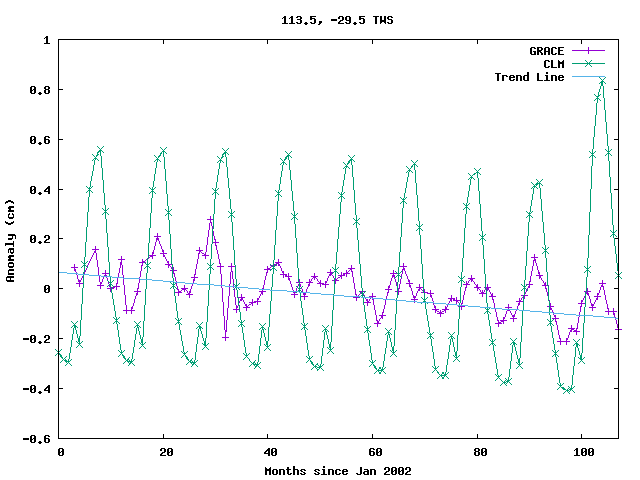 113.5, -29.5 TWS
GRACE
CLM
Trend Line
Anomaly (cm)
1
0.8
0.6
0.4
0.2
0
-0.2
-0.4
-0.6
0 20 40 60 80 100
Months since Jan 2002